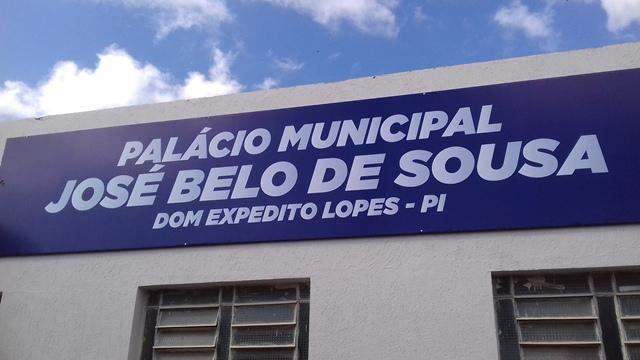 PALÁCIO MUNICIPAL
JOSÉ BELO DE SOUSA
DOM EXPEDITO LOPES - PI